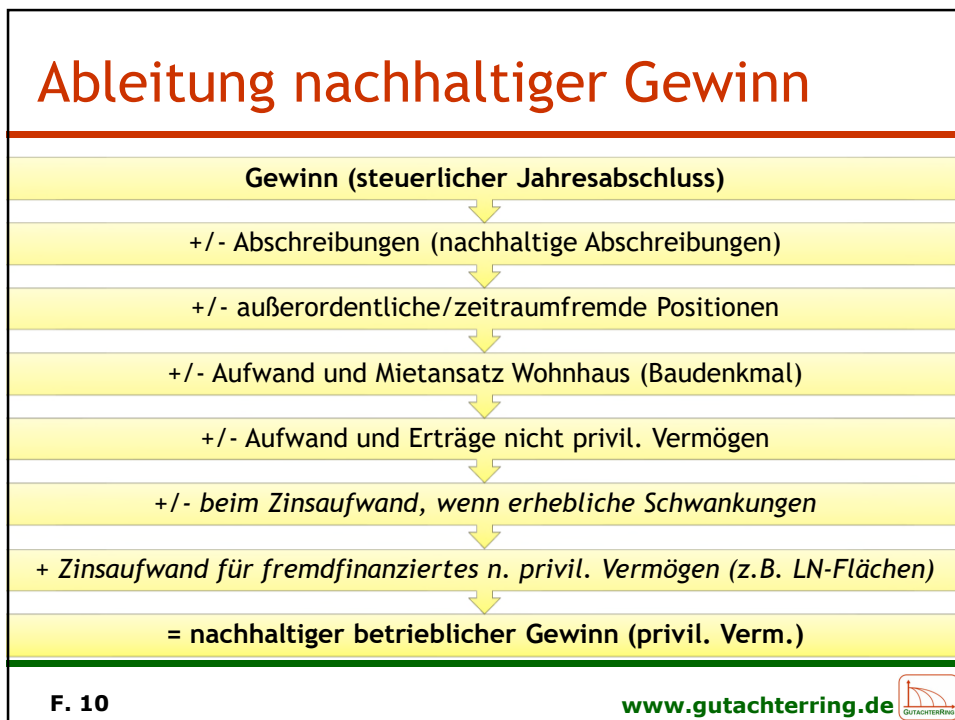 Ableitung nachhaltiger Gewinn
Gewinn (steuerlicher Jahresabschluss)
+/- Abschreibungen (nachhaltige Abschreibungen)
+/- außerordentliche/zeitraumfremde Positionen
+/- Aufwand und Mietansatz Wohnhaus (Baudenkmal)
+/- Aufwand und Erträge nicht privil. Vermögen
+/- beim Zinsaufwand, wenn erhebliche Schwankungen
+ Zinsaufwand für fremdfinanziertes n. privil. Vermögen (z.B. LN-Flächen)
= nachhaltiger betrieblicher Gewinn (privil. Verm.)
F. 10
www.gutachterring.de
GUTACHTERRING